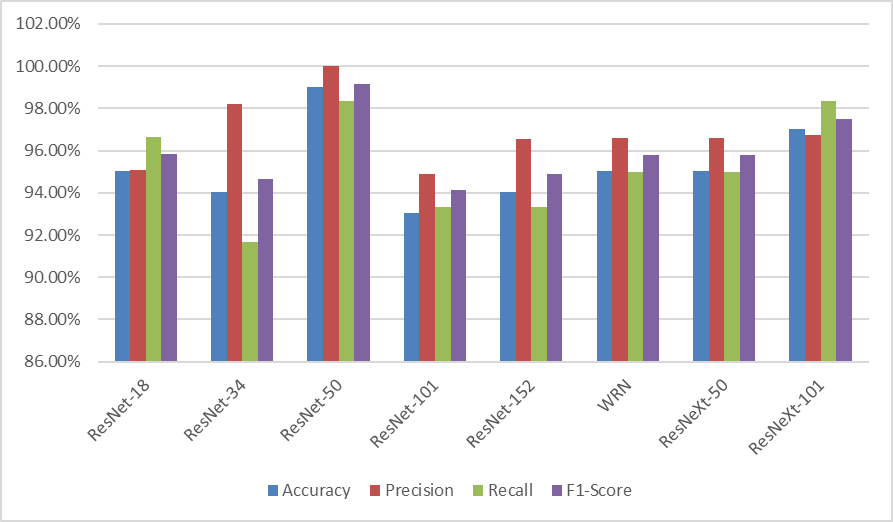 102.00%
100.00%
98.00%
96.00%
94.00%
92.00%
90.00%
88.00%
86.00%
ResNet-18
ResNet-34
ResNet-50
ResNet-101
ResNet-152
WRN
ResNeXt-50
ResNeXt-101
Accuracy Precision Recall F1-Score